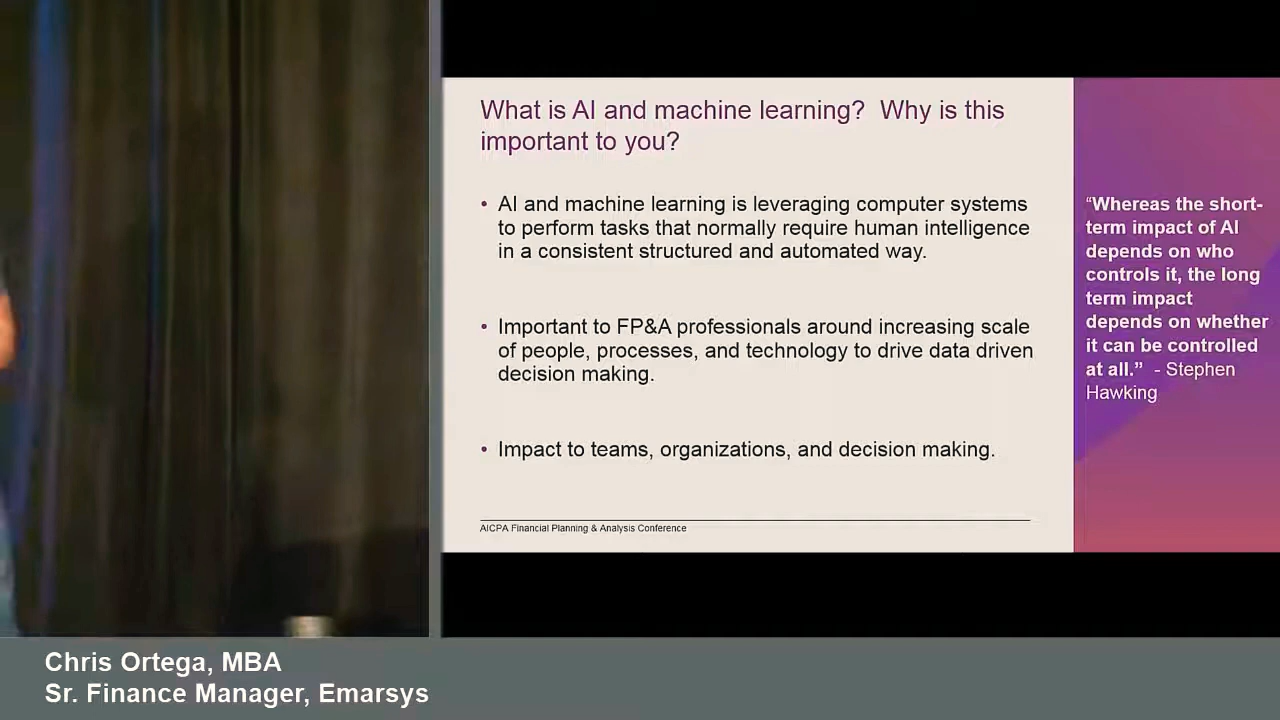 What is AI and machine learning?  Why is this
important to you?
• AI and machine learning is leveraging computer systems
to perform tasks that normally require human intelligence
in a consistent structured and automated way.
• Important to FP&A professionals around increasing scale
of people, processes, and technology to drive data driven
decision making.
• Impact to teams, organizations, and decision making.
AICPA Financial Planning & Analysis Conference
“Whereas the short-
term impact of AI
depends on who
controls it, the long
term impact
depends on whether
it can be controlled
at all.”  - Stephen
Hawking
Chris Ortega, MBA
Sr. Finance Manager, Emarsys